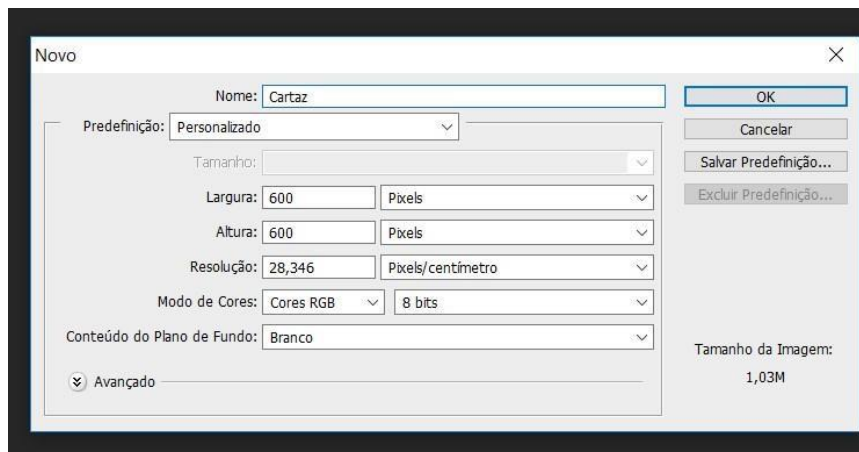 Novo
Nome: Cartaz
OK
Predefinição: Personalizado
Cancelar
Tamanho:
Salvar Predefinição...
Largura: 600 Pixels
Excluir Predefinição...
Altura: 600 Pixels
Resolução: 28,346 Pixels/centímetro
Modo de Cores: Cores RGB 8 bits
Conteúdo do Plano de Fundo: Branco
Tamanho da Imagem:
1,03M
Avançado